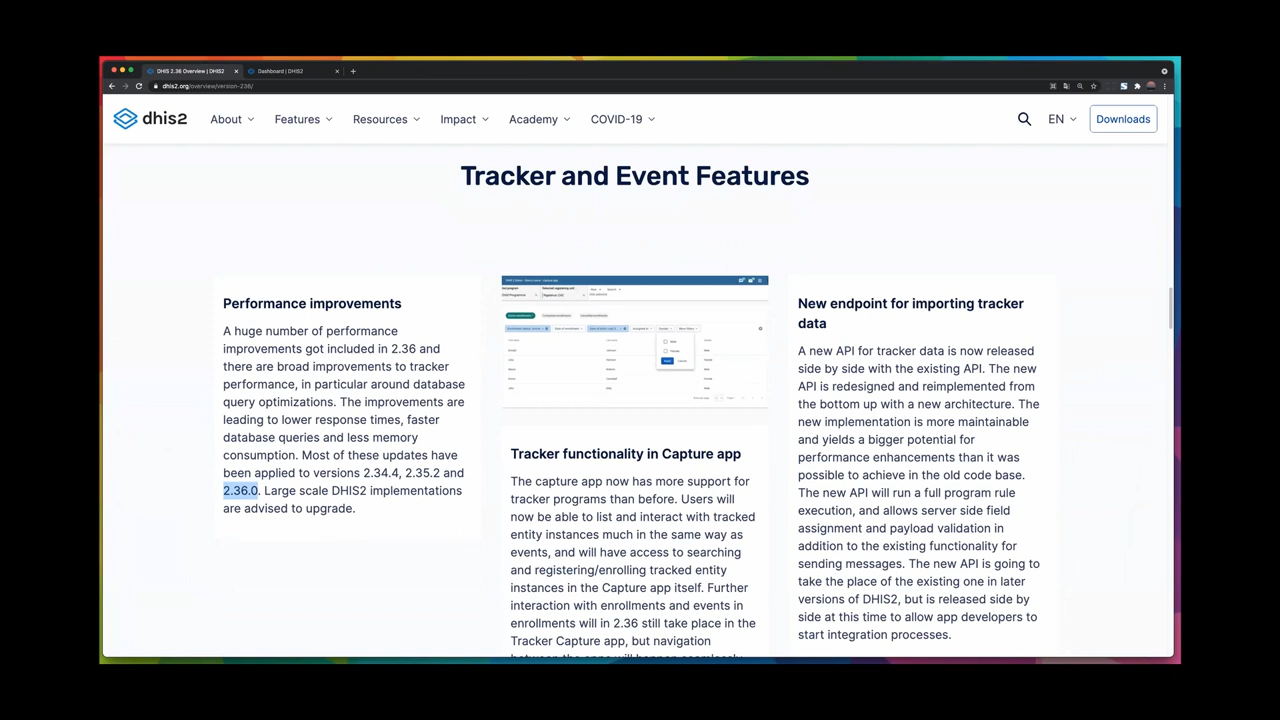 DHIS 2.36 Overview | DHIS2
Dashboard | DHIS2
dhis2.org/overview/version-236/
dhis2
About
Features
Resources
Impact
Academy
COVID-19
EN
Downloads
Tracker and Event Features
Performance improvements
A huge number of performance
improvements got included in 2.36 and
there are broad improvements to tracker
performance, in particular around database
query optimizations. The improvements are
leading to lower response times, faster
database queries and less memory
consumption. Most of these updates have
been applied to versions 2.34.4, 2.35.2 and
2.36.0. Large scale DHIS2 implementations
are advised to upgrade.
Tracker functionality in Capture app
The capture app now has more support for
tracker programs than before. Users will
now be able to list and interact with tracked
entity instances much in the same way as
events, and will have access to searching
and registering/enrolling tracked entity
instances in the Capture app itself. Further
interaction with enrollments and events in
enrollments will in 2.36 still take place in the
Tracker Capture app, but navigation
between the apps will happen seamlessly
New endpoint for importing tracker
data
A new API for tracker data is now released
side by side with the existing API. The new
API is redesigned and reimplemented from
the bottom up with a new architecture. The
new implementation is more maintainable
and yields a bigger potential for
performance enhancements than it was
possible to achieve in the old code base.
The new API will run a full program rule
execution, and allows server side field
assignment and payload validation in
addition to the existing functionality for
sending messages. The new API is going to
take the place of the existing one in later
versions of DHIS2, but is released side by
side at this time to allow app developers to
start integration processes.